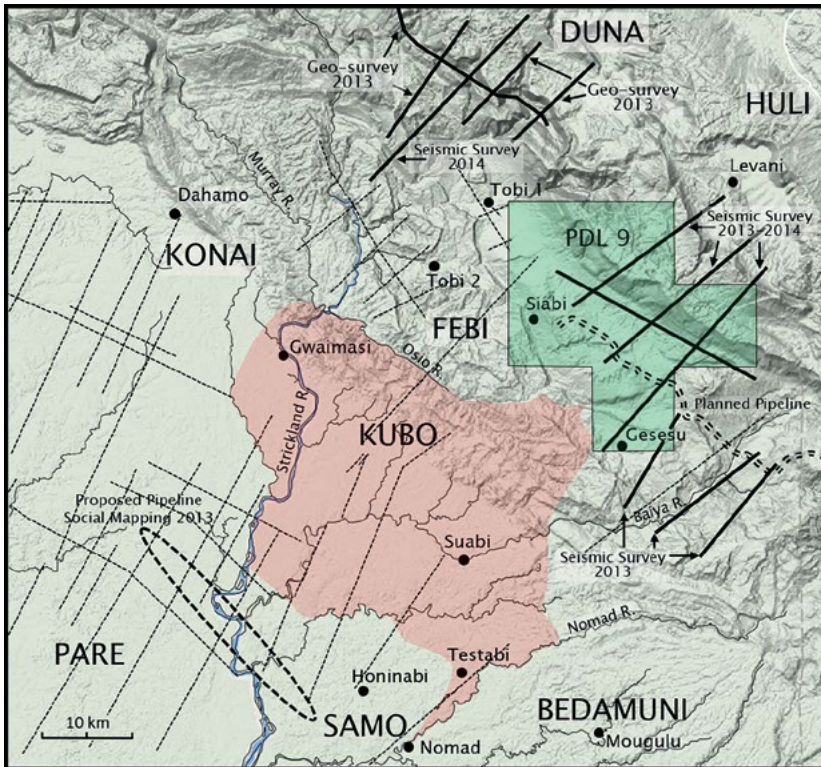 DUNA
Geo-survey
2013
Geo-survey
2013
HULI
Seismic Survey
2014
Murray R.
Levani
Dahamo
Tobi 1
Seismic Survey
2013-2014
PDL 9
KONAI
Tobi 2
Siabi
FEBI
Gwaimasi
Osio R.
Strickland R.
Planned Pipeline
KUBO
Gesesu
Proposed Pipeline
Social Mapping 2013
Baiya R.
Suabi
Seismic Survey
2013
Nomad R.
PARE
Testabi
Honinabi
10 km
SAMO
BEDAMUNI
Nomad
Mougulu